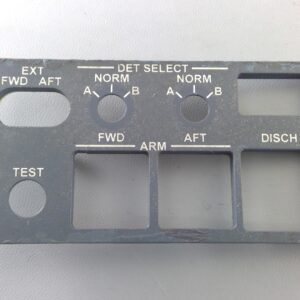 EXT
FWD AFT
DET SELECT
NORM
NORM
A B
A B
FWD
AFT
DISCH
ARM
TEST